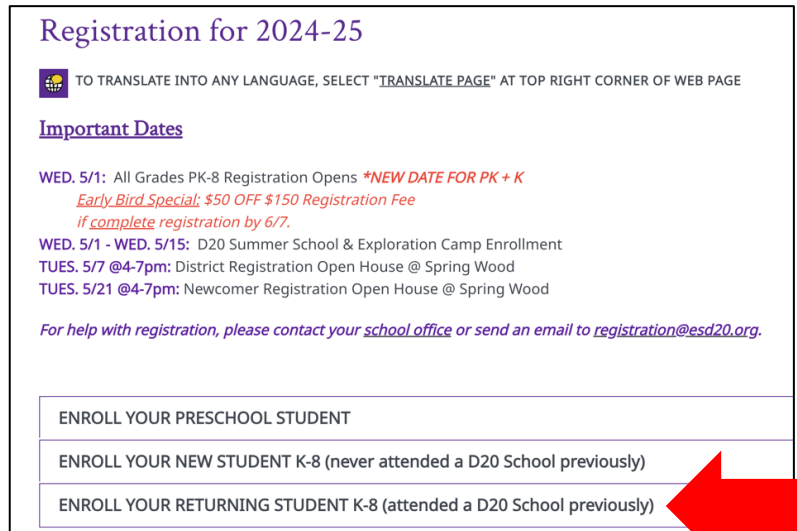 Registration for 2024-25
TO TRANSLATE INTO ANY LANGUAGE, SELECT "TRANSLATE PAGE" AT TOP RIGHT CORNER OF WEB PAGE
Important Dates
WED. 5/1: All Grades PK-8 Registration Opens *NEW DATE FOR PK + K
Early Bird Special: $50 OFF $150 Registration Fee
if complete registration by 6/7.
WED. 5/1 - WED. 5/15: D20 Summer School & Exploration Camp Enrollment
TUES. 5/7 @4-7pm: District Registration Open House @ Spring Wood
TUES. 5/21 @4-7pm: Newcomer Registration Open House @ Spring Wood
For help with registration, please contact your school office or send an email to registration@esd20.org.
ENROLL YOUR PRESCHOOL STUDENT
ENROLL YOUR NEW STUDENT K-8 (never attended a D20 School previously)
ENROLL YOUR RETURNING STUDENT K-8 (attended a D20 School previously)